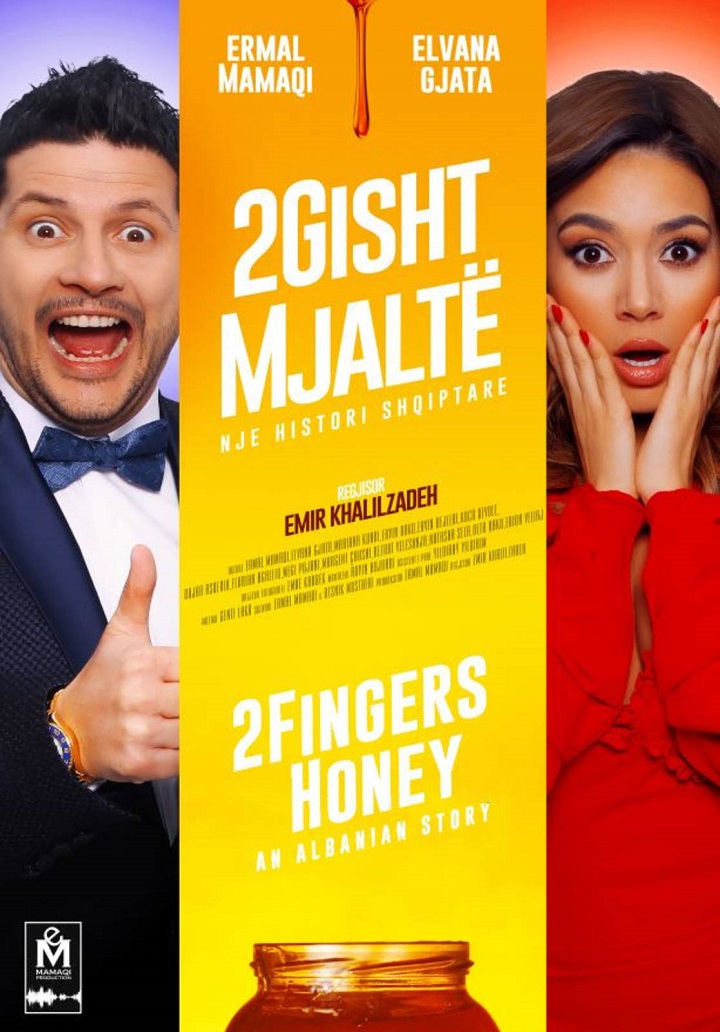 ERMAL
MAMAQI
ELVANA
GJATA
2GISHT
MJALTË
NJE HISTORI SHQIPTARE
REGJISOR
EMIR KHALILZADEH
2FINGERS
HONEY
AN ALBANIAN STORY
eM
MAMAQI
PRODUCTION